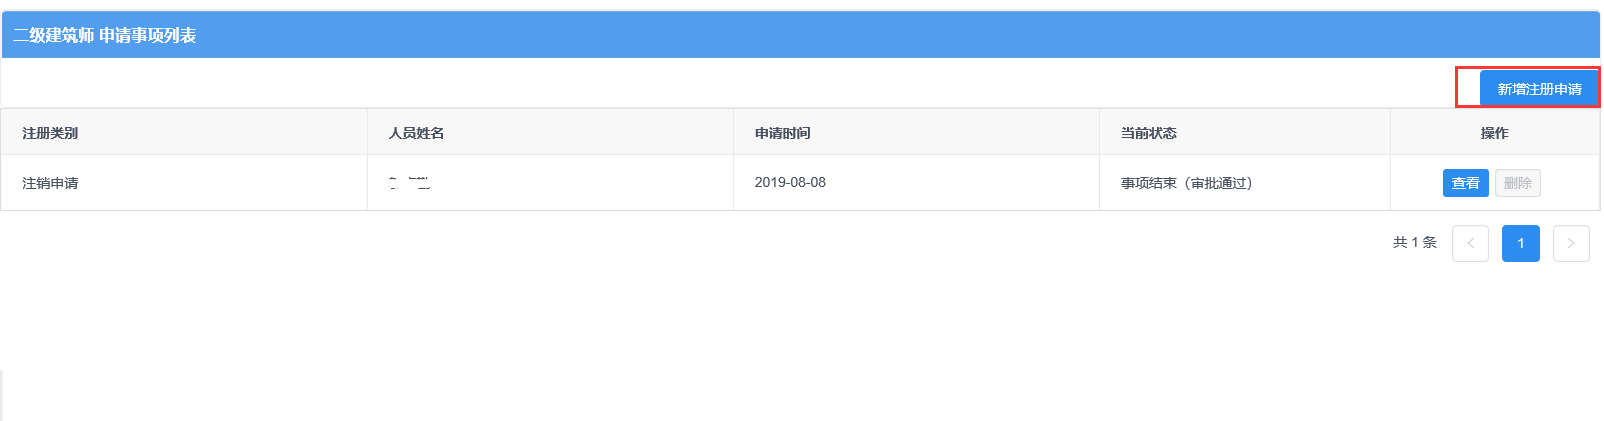 二级建筑师 申请事项列表
新增注册申请
注册类别 人员姓名 申请时间 当前状态 操作
注销申请 2019-08-08 事项结束（审批通过） 查看 删除
共 1 条 1